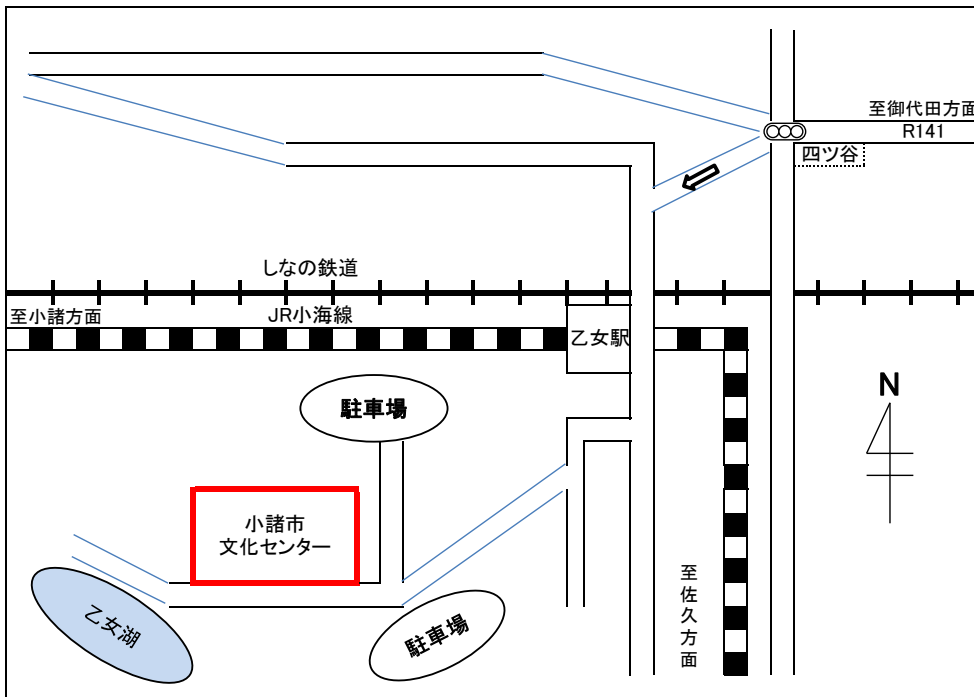 至御代田方面
R141
四ツ谷
しなの鉄道
至小諸方面
JR小海線
乙女駅
駐車場
N
小諸市
文化センター
乙女湖
駐車場
至佐久方面